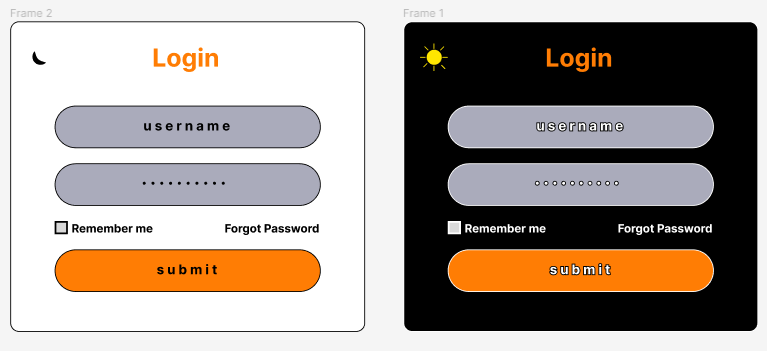 Frame 2
Login
username
••••••••••
Remember me
Forgot Password
submit
Frame 1
Login
username
••••••••••
Remember me
Forgot Password
submit